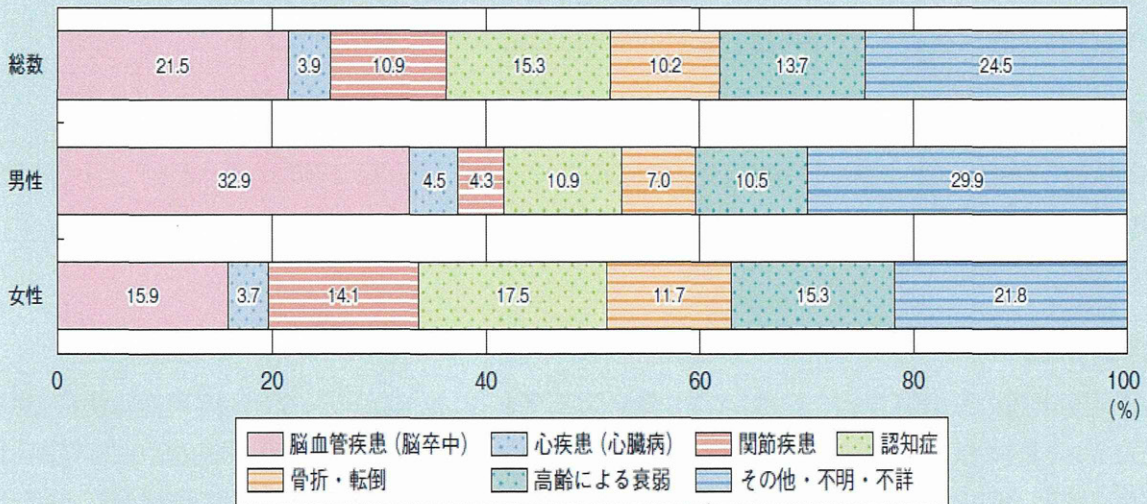 総数
21.5 3.9 10.9 15.3 10.2 13.7 24.5
男性
32.9 4.5 4.3 10.9 7.0 10.5 29.9
女性
15.9 3.7 14.1 17.5 11.7 15.3 21.8
0 20 40 60 80 100
(%)
脳血管疾患(脳卒中) 心疾患(心臓病) 関節疾患 認知症
骨折・転倒 高齢による衰弱 その他・不明・不詳